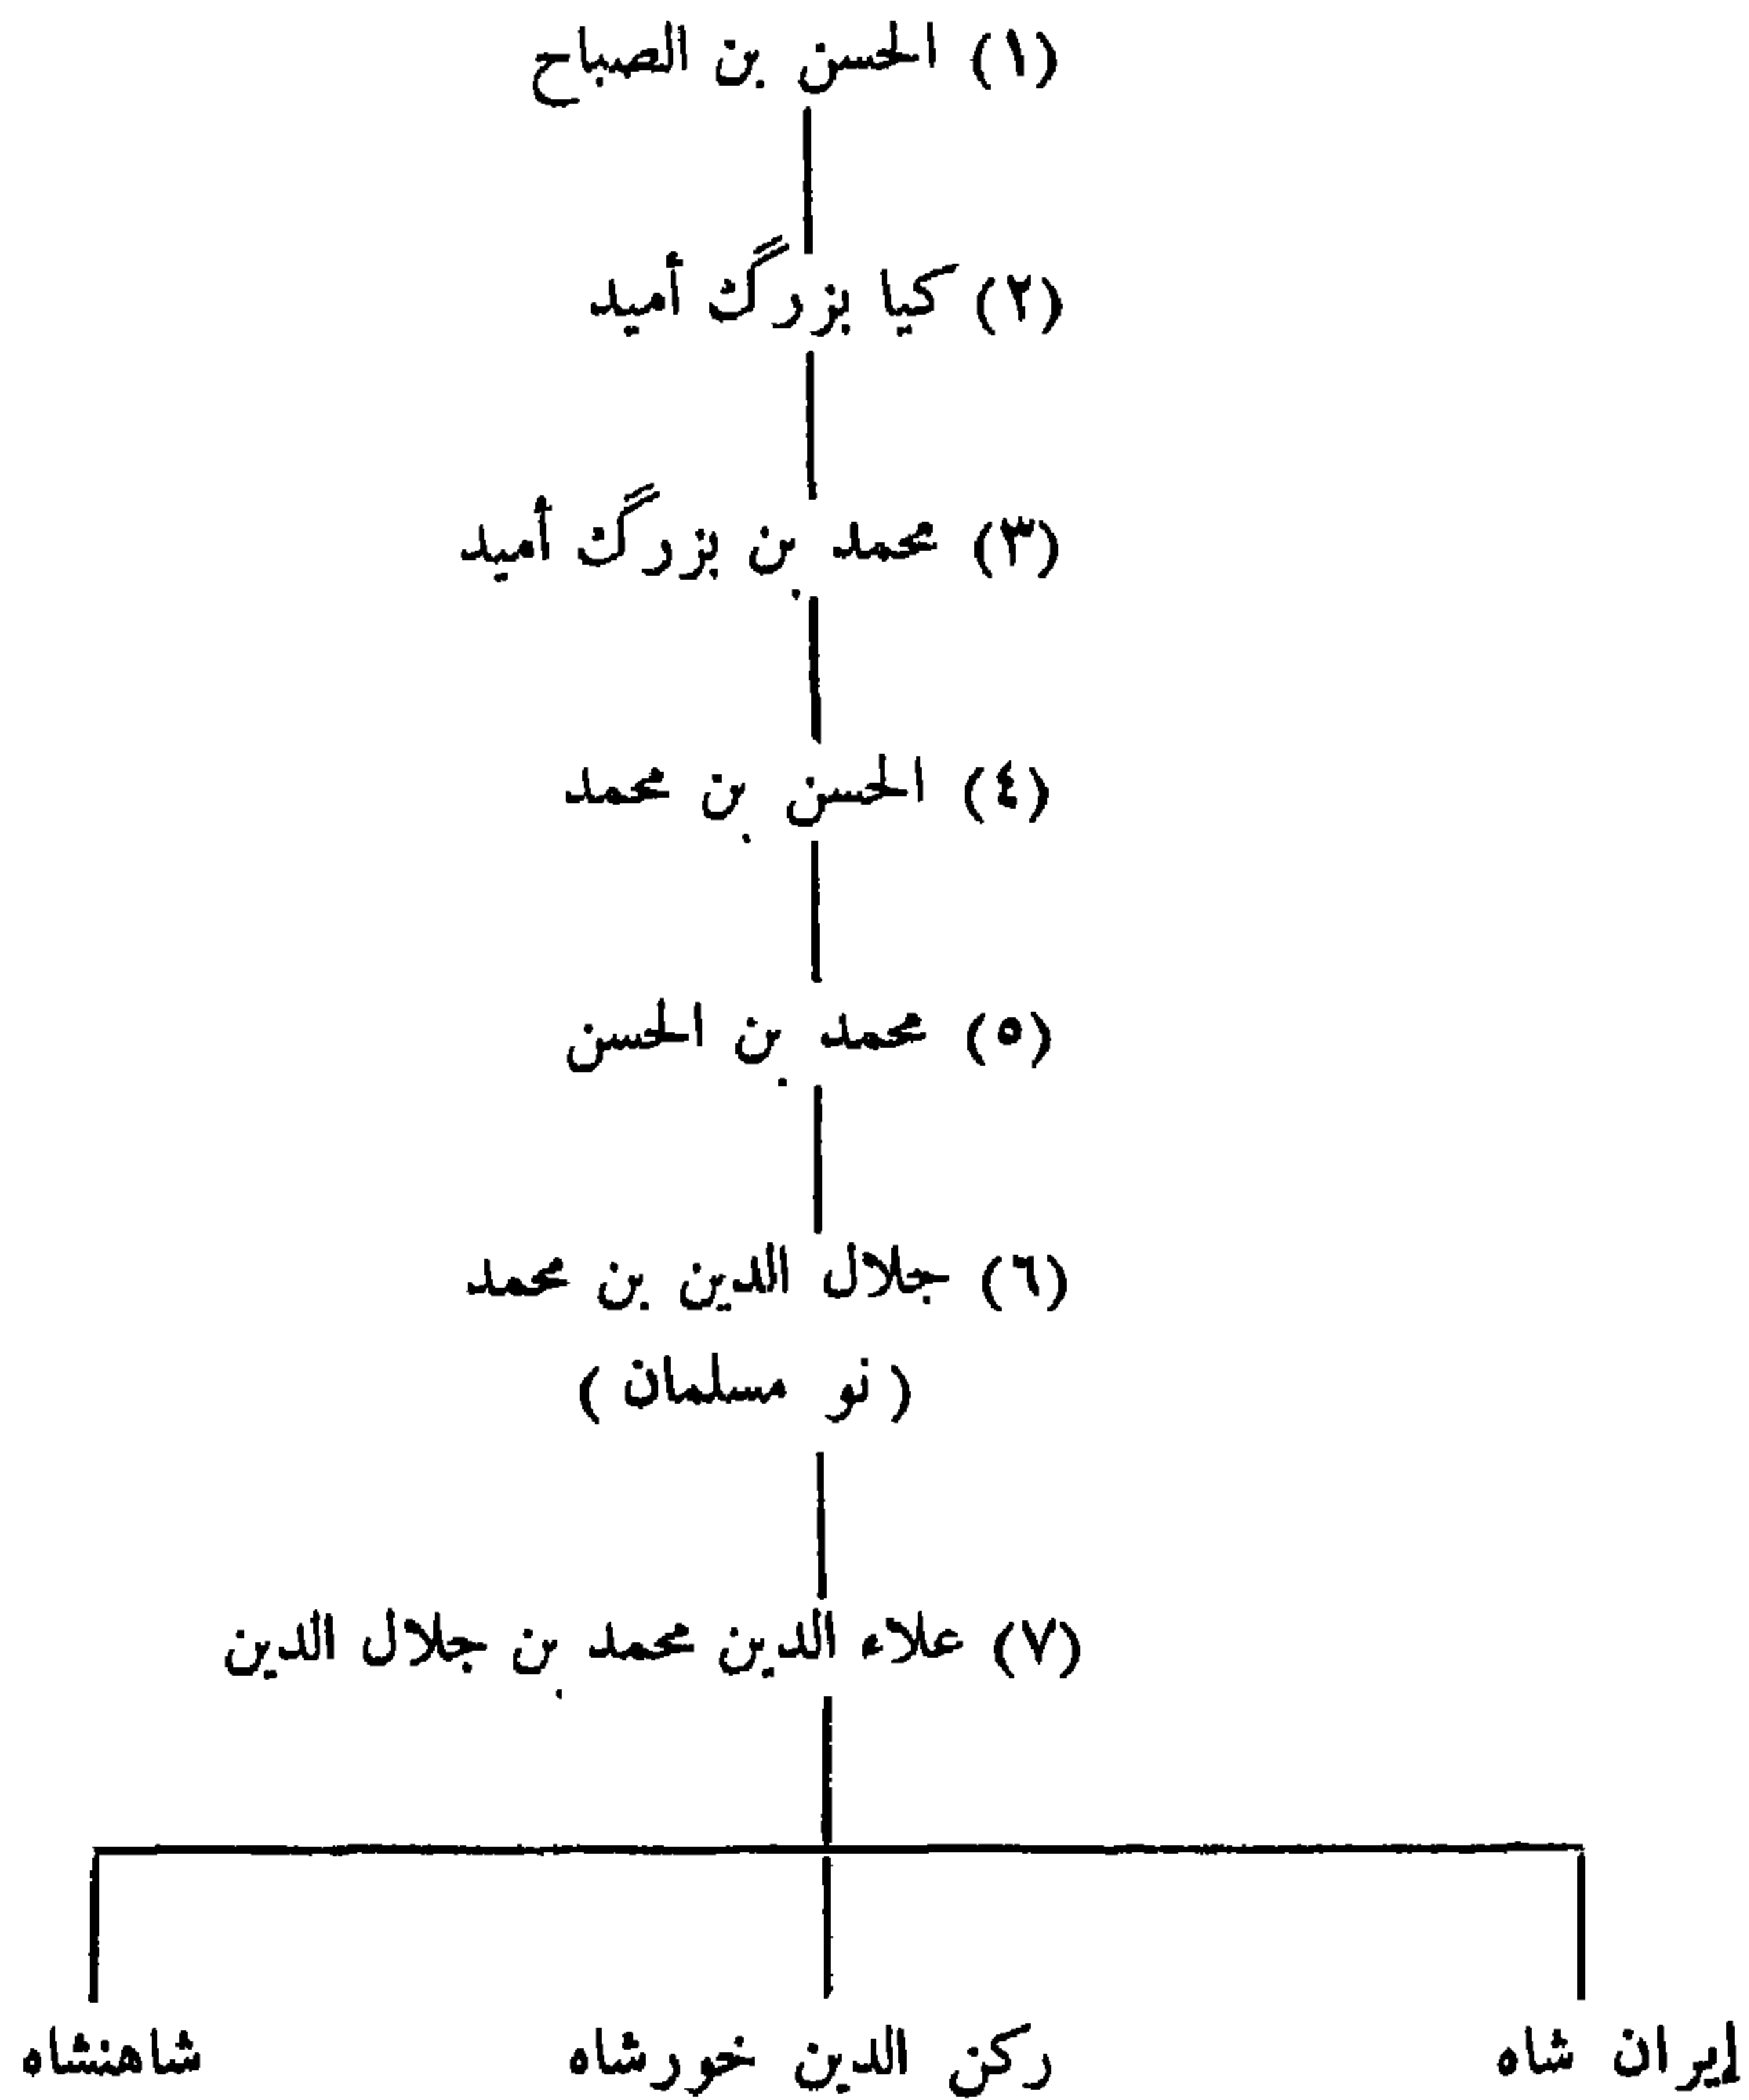 (١) الحسن بن الصباح
(٢) كيا بزرگ أميد
(٣) محمد بن بزرگ أميد
(٤) الحسن بن محمد
(٥) محمد بن الحسن
(٦) جلال الدين بن محمد
(نو مسلمان)
(٧) علاء الدين محمد بن جلال الدين
إيران شاه ركن الدين خورشاه شاهنشاه